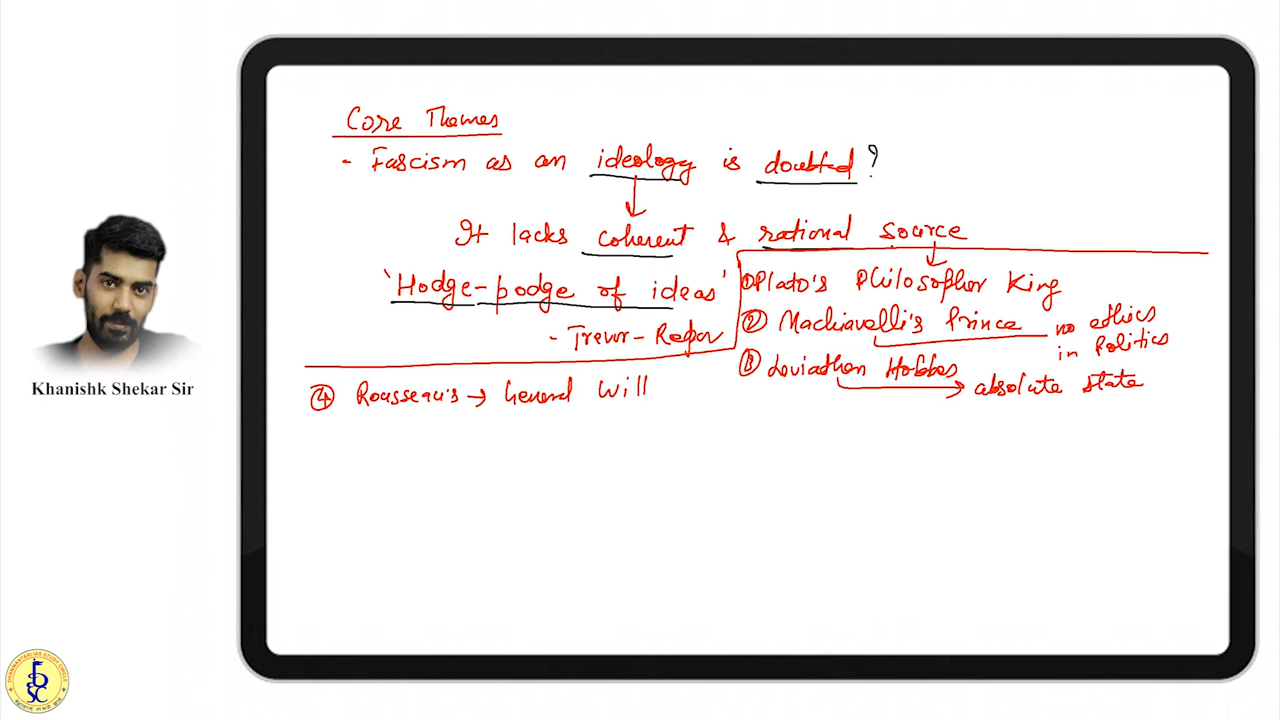 Core Themes
- Fascism as an ideology is doubted ?
It lacks coherent & rational source
'Hodge-podge of ideas'
- Trevor-Roper
① Plato's Philosopher King
② Machiavelli's Prince no ethics in Politics
③ Leviathan Hobbes → absolute state
④ Rousseau's → General Will
Khanishk Shekar Sir
DSC